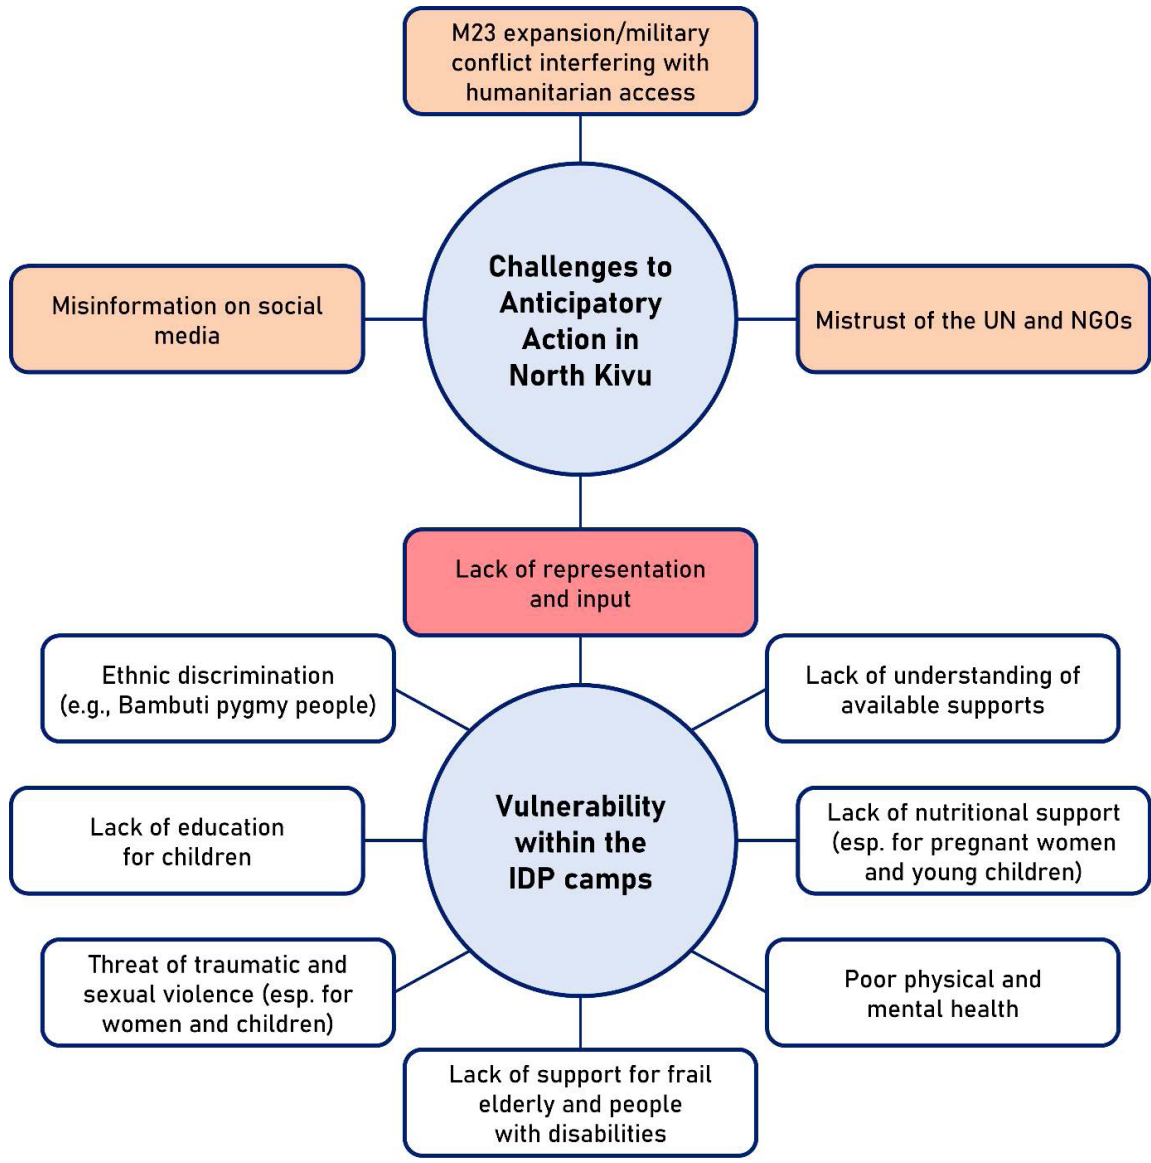 M23 expansion/military
conflict interfering with
humanitarian access
Misinformation on social
media
Challenges to
Anticipatory
Action in
North Kivu
Mistrust of the UN and NGOs
Lack of representation
and input
Ethnic discrimination
(e.g., Bambuti pygmy people)
Lack of understanding of
available supports
Lack of education
for children
Vulnerability
within the
IDP camps
Lack of nutritional support
(esp. for pregnant women
and young children)
Threat of traumatic and
sexual violence (esp. for
women and children)
Poor physical and
mental health
Lack of support for frail
elderly and people
with disabilities